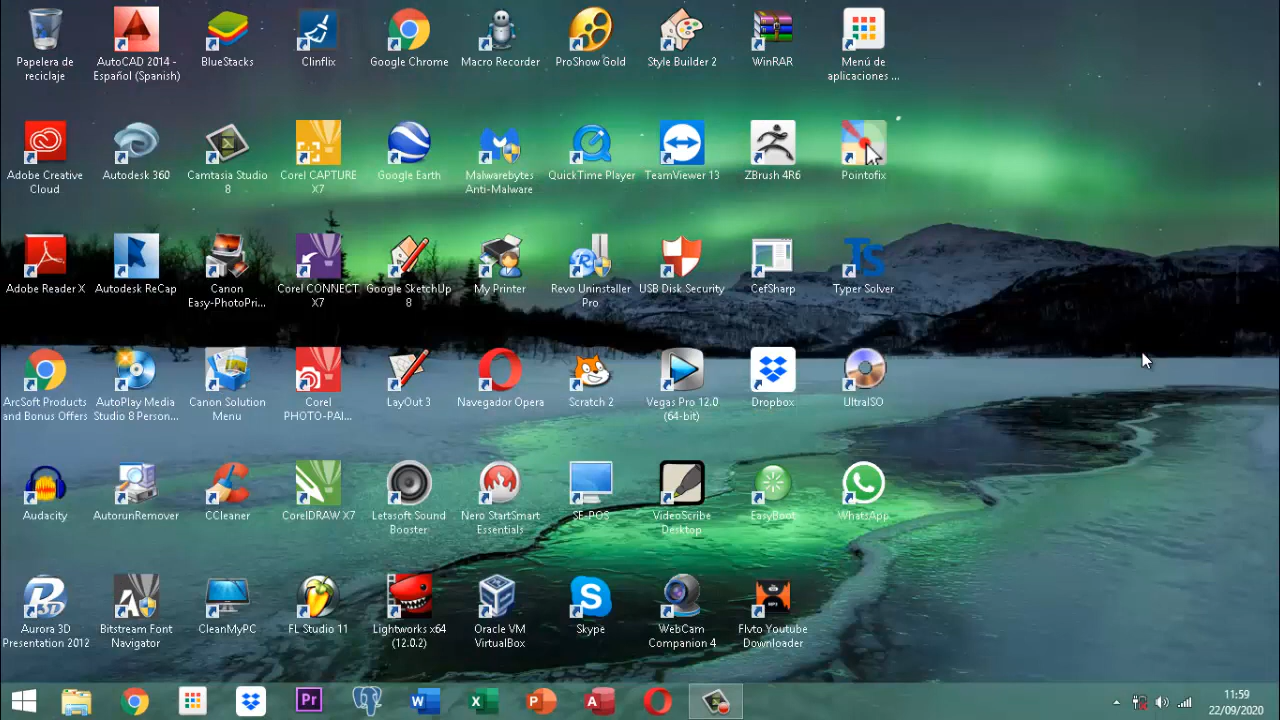 Papelera de
reciclaje
AutoCAD 2014 -
Español (Spanish)
BlueStacks
Clinflix
Google Chrome
Macro Recorder
ProShow Gold
Style Builder 2
WinRAR
Menú de
aplicaciones ...
Adobe Creative
Cloud
Autodesk 360
Camtasia Studio
8
Corel CAPTURE
X7
Google Earth
Malwarebytes
Anti-Malware
QuickTime Player
TeamViewer 13
ZBrush 4R6
Pointofix
Adobe Reader X
Autodesk ReCap
Canon
Easy-PhotoPri...
Corel CONNECT
X7
Google SketchUp
8
My Printer
Revo Uninstaller
Pro
USB Disk Security
CefSharp
Ts
Typer Solver
ArcSoft Products
and Bonus Offers
AutoPlay Media
Studio 8 Person...
Canon Solution
Menu
Corel
PHOTO-PAI...
LayOut 3
Navegador Opera
Scratch 2
Vegas Pro 12.0
(64-bit)
Dropbox
UltraISO
Audacity
AutorunRemover
CCleaner
CorelDRAW X7
Letasoft Sound
Booster
Nero StartSmart
Essentials
SE-POS
VideoScribe
Desktop
EasyBoot
WhatsApp
Aurora 3D
Presentation 2012
Bitstream Font
Navigator
CleanMyPC
FL Studio 11
Lightworks x64
(12.0.2)
Oracle VM
VirtualBox
Skype
WebCam
Companion 4
Flvto Youtube
Downloader
Pr
11:59
22/09/2020